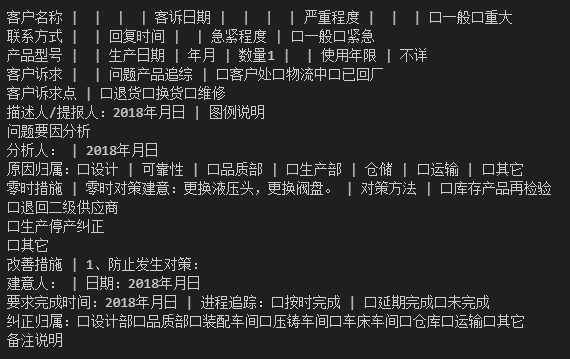 客户名称 |  |  |  | 客诉日期 |  |  |  | 严重程度 |  |  | 口一般口重大
联系方式 |  | 回复时间 |  | 急紧程度 | 口一般口紧急
产品型号 |  | 生产日期 | 年月 | 数量1 |  | 使用年限 | 不详
客户诉求 |  | 问题产品追综 | 口客户处口物流中口已回厂
客户诉求点 | 口退货口换货口维修
描述人/提报人: 2018年月日 | 图例说明
问题要因分析
分析人: | 2018年月日
原因归属: 口设计 | 可靠性 | 口品质部 | 口生产部 | 仓储 | 口运输 | 口其它
零时措施 | 零时对策建意: 更换液压头，更换阀盘。 | 对策方法 | 口库存产品再检验
口退回二级供应商
口生产停产纠正
口其它
改善措施 | 1、防止发生对策:
建意人: | 日期: 2018年月日
要求完成时间: 2018年月日 | 进程追踪: 口按时完成 | 口延期完成口未完成
纠正归属: 口设计部口品质部口装配车间口压铸车间口车床车间口仓库口运输口其它
备注说明